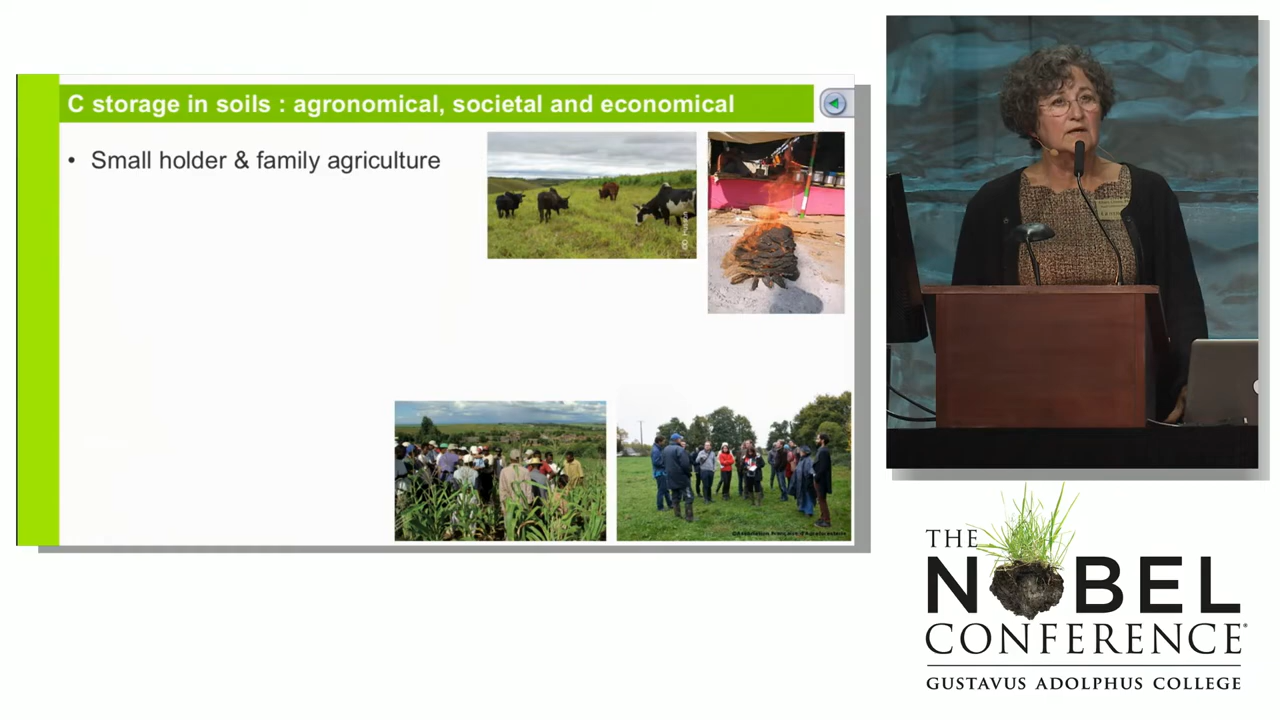 C storage in soils : agronomical, societal and economical
• Small holder & family agriculture
THE
NOBEL
CONFERENCE®
GUSTAVUS ADOLPHUS COLLEGE